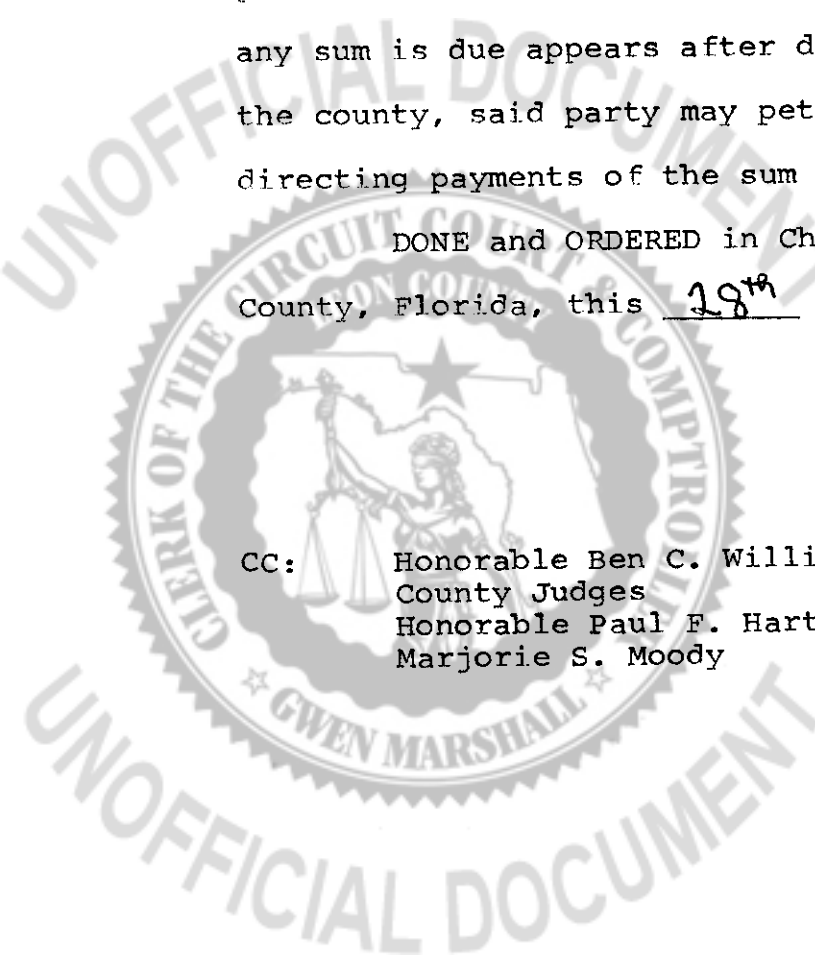 any sum is due appears after d
the county, said party may pet
directing payments of the sum
DONE and ORDERED in Ch
County, Florida, this 28th
CC: Honorable Ben C. Willi
County Judges
Honorable Paul F. Hart
Marjorie S. Moody
UNOFFICIAL DOCUMENT
CLERK OF THE CIRCUIT COURT & COMPTROLLER
LEON COUNTY
GWEN MARSHALL
UNOFFICIAL DOCUMENT